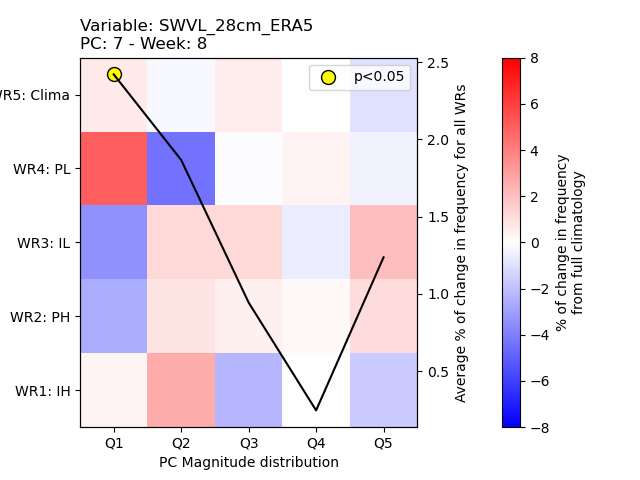 Variable: SWVL_28cm_ERA5
PC: 7 - Week: 8
p<0.05
WR5: Clima
WR4: PL
WR3: IL
WR2: PH
WR1: IH
Q1 Q2 Q3 Q4 Q5
PC Magnitude distribution
2.5
2.0
1.5
1.0
0.5
Average % of change in frequency for all WRs
8
6
4
2
0
−2
−4
−6
−8
% of change in frequency
from full climatology